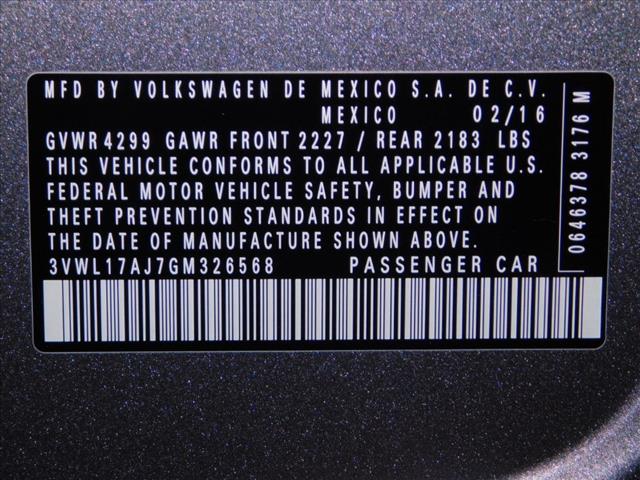 MFD BY VOLKSWAGEN DE MEXICO S.A. DE C.V.
MEXICO 02/16
GVWR 4299 GAWR FRONT 2227 / REAR 2183 LBS
THIS VEHICLE CONFORMS TO ALL APPLICABLE U.S.
FEDERAL MOTOR VEHICLE SAFETY, BUMPER AND
THEFT PREVENTION STANDARDS IN EFFECT ON
THE DATE OF MANUFACTURE SHOWN ABOVE.
3VWL17AJ7GM326568 PASSENGER CAR
0646378 3176 M